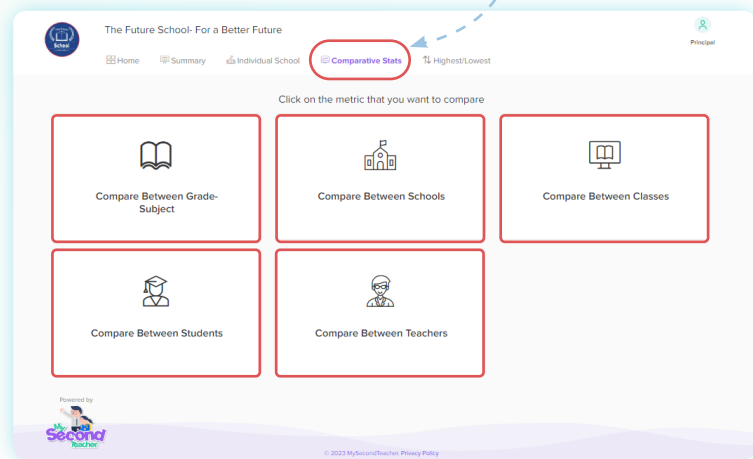 The Future School- For a Better Future
School
Principal
Home
Summary
Individual School
Comparative Stats
Highest/Lowest
Click on the metric that you want to compare
Compare Between Grade-
Subject
Compare Between Schools
Compare Between Classes
Compare Between Students
Compare Between Teachers
Powered by
My
Second
Teacher
© 2023 MySecondTeacher. Privacy Policy